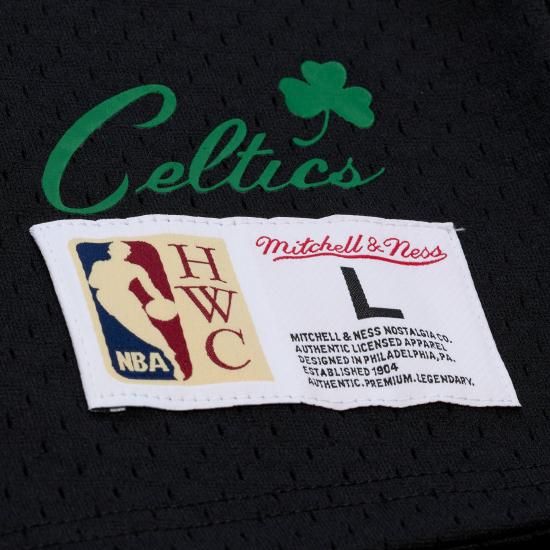 Celtics
NBA
H
W
C
Mitchell & Ness
L
MITCHELL & NESS NOSTALGIA CO.
AUTHENTIC LICENSED APPAREL
DESIGNED IN PHILADELPHIA, PA.
ESTABLISHED 1904
AUTHENTIC.PREMIUM.LEGENDARY.